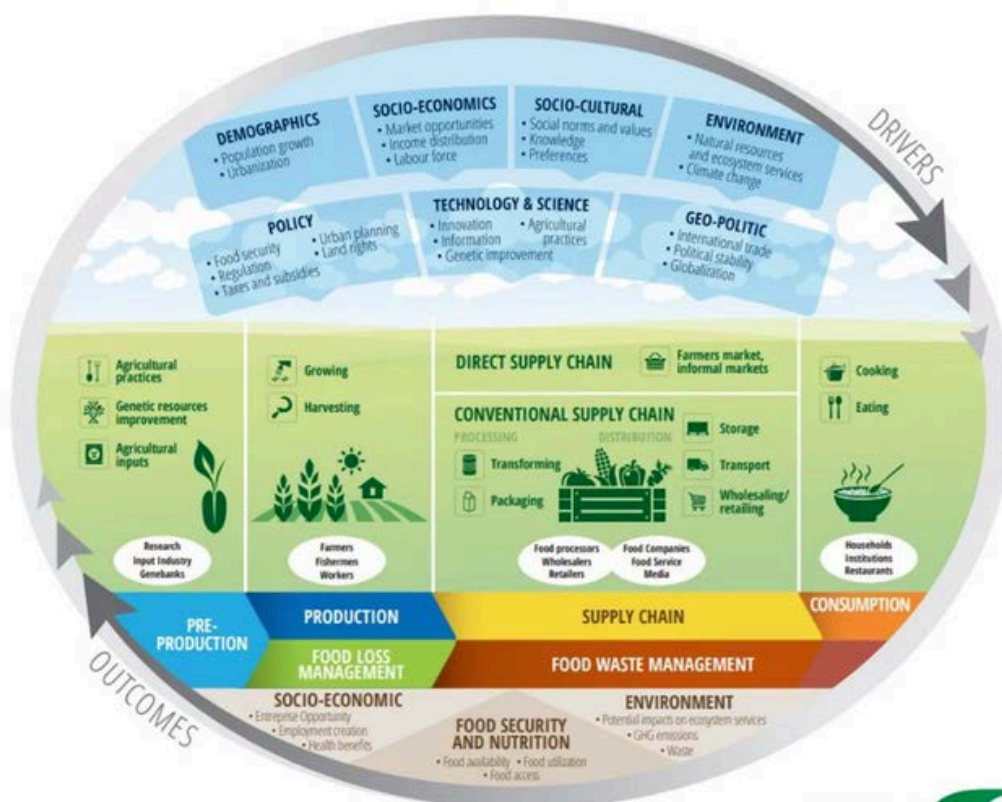 DRIVERS
DEMOGRAPHICS
• Population growth
• Urbanization
SOCIO-ECONOMICS
• Market opportunities
• Income distribution
• Labour force
SOCIO-CULTURAL
• Social norms and values
• Knowledge
• Preferences
ENVIRONMENT
• Natural resources
and ecosystem services
• Climate change
POLICY
• Food security
• Regulation
• Taxes and subsidies
• Urban planning
• Land rights
TECHNOLOGY & SCIENCE
• Innovation
• Information
• Genetic improvement
• Agricultural
practices
GEO-POLITIC
• International trade
• Political stability
• Globalization
Agricultural
practices
Genetic resources
improvement
Agricultural
inputs
Research
Input Industry
Genebanks
Growing
Harvesting
Farmers
Fishermen
Workers
DIRECT SUPPLY CHAIN
Farmers market,
informal markets
CONVENTIONAL SUPPLY CHAIN
PROCESSING
Transforming
Packaging
DISTRIBUTION
Storage
Transport
Wholesaling/
retailing
Food processors
Wholesalers
Retailers
Food Companies
Food Service
Media
Cooking
Eating
Households
Institutions
Restaurants
PRE-
PRODUCTION
PRODUCTION
SUPPLY CHAIN
CONSUMPTION
FOOD LOSS
MANAGEMENT
FOOD WASTE MANAGEMENT
OUTCOMES
SOCIO-ECONOMIC
• Entreprise Opportunity
• Employment creation
• Health benefits
FOOD SECURITY
AND NUTRITION
• Food availability • Food utilization
• Food access
ENVIRONMENT
• Potential impacts on ecosystem services
• GHG emissions
• Waste